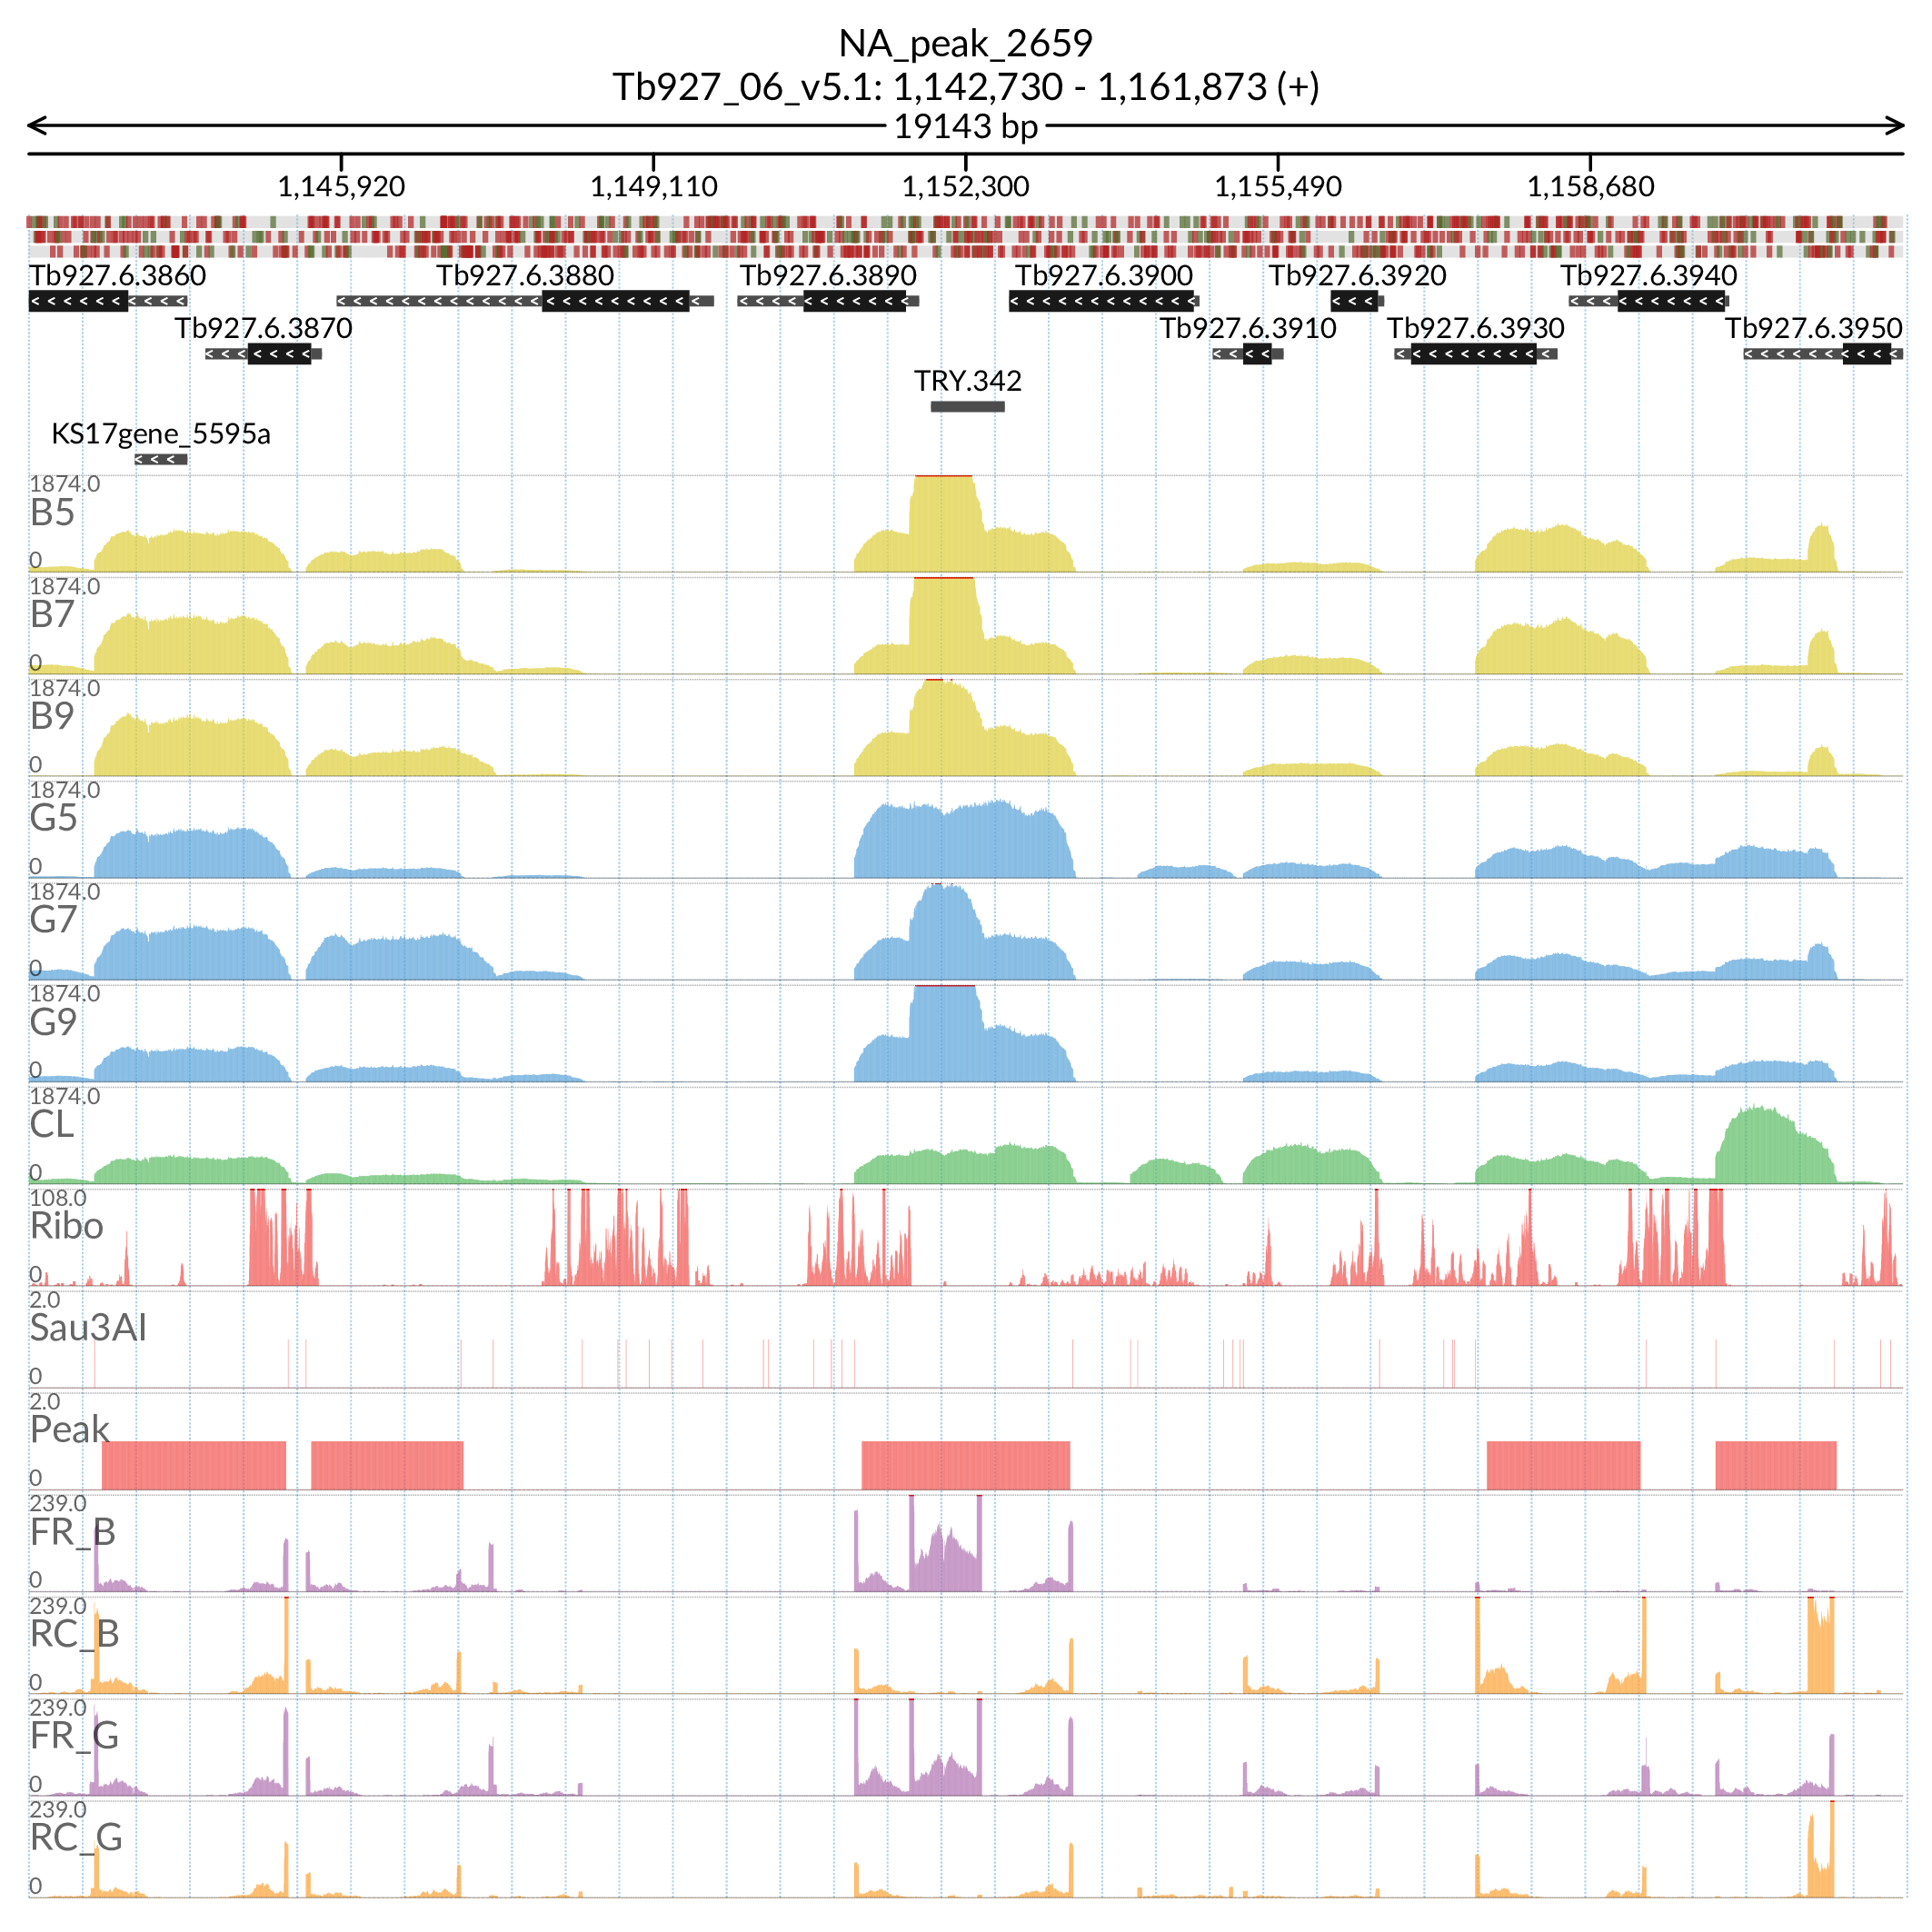 NA_peak_2659
Tb927_06_v5.1: 1,142,730 - 1,161,873 (+)
19143 bp
1,145,920 1,149,110 1,152,300 1,155,490 1,158,680
Tb927.6.3860 Tb927.6.3880 Tb927.6.3890 Tb927.6.3900 Tb927.6.3920 Tb927.6.3940
Tb927.6.3870 Tb927.6.3910 Tb927.6.3930 Tb927.6.3950
TRY.342
KS17gene_5595a
1874.0
B5
0
1874.0
B7
0
1874.0
B9
0
1874.0
G5
0
1874.0
G7
0
1874.0
G9
0
1874.0
CL
0
108.0
Ribo
0
2.0
Sau3AI
0
2.0
Peak
0
239.0
FR_B
0
239.0
RC_B
0
239.0
FR_G
0
239.0
RC_G
0